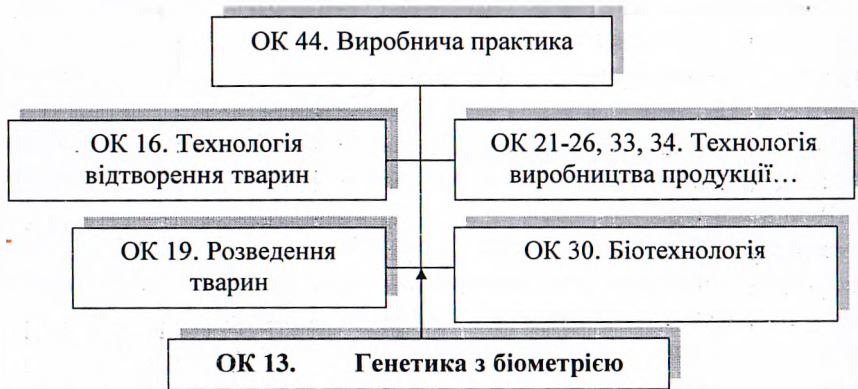 ОК 44. Виробнича практика
ОК 16. Технологія
відтворення тварин
ОК 21-26, 33, 34. Технологія
виробництва продукції…
ОК 19. Розведення
тварин
ОК 30. Біотехнологія
ОК 13. Генетика з біометрією